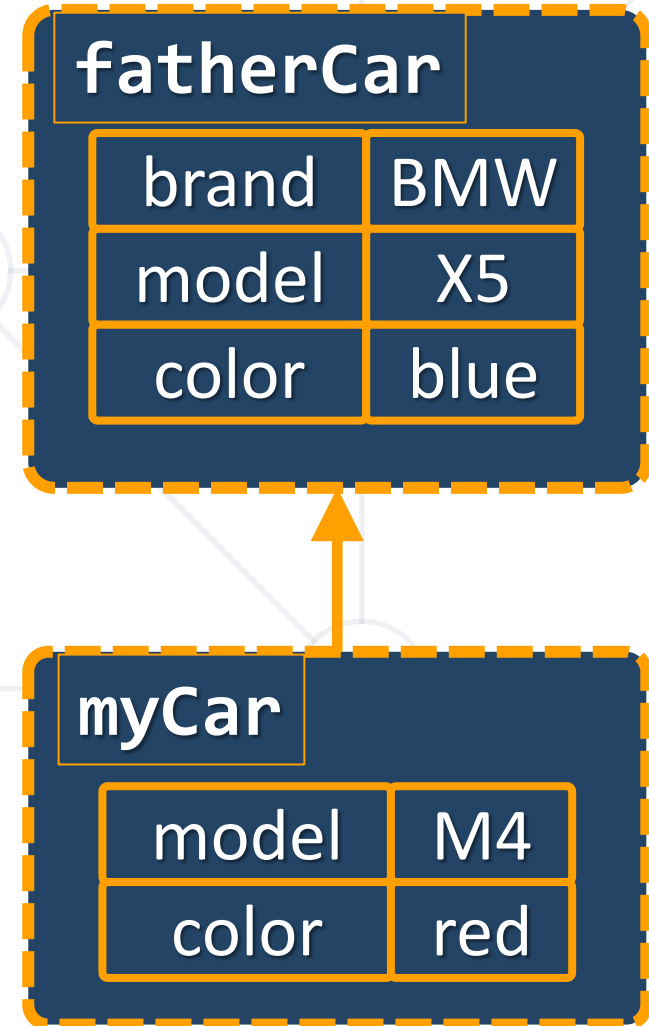 fatherCar
brand BMW
model X5
color blue
myCar
model M4
color red